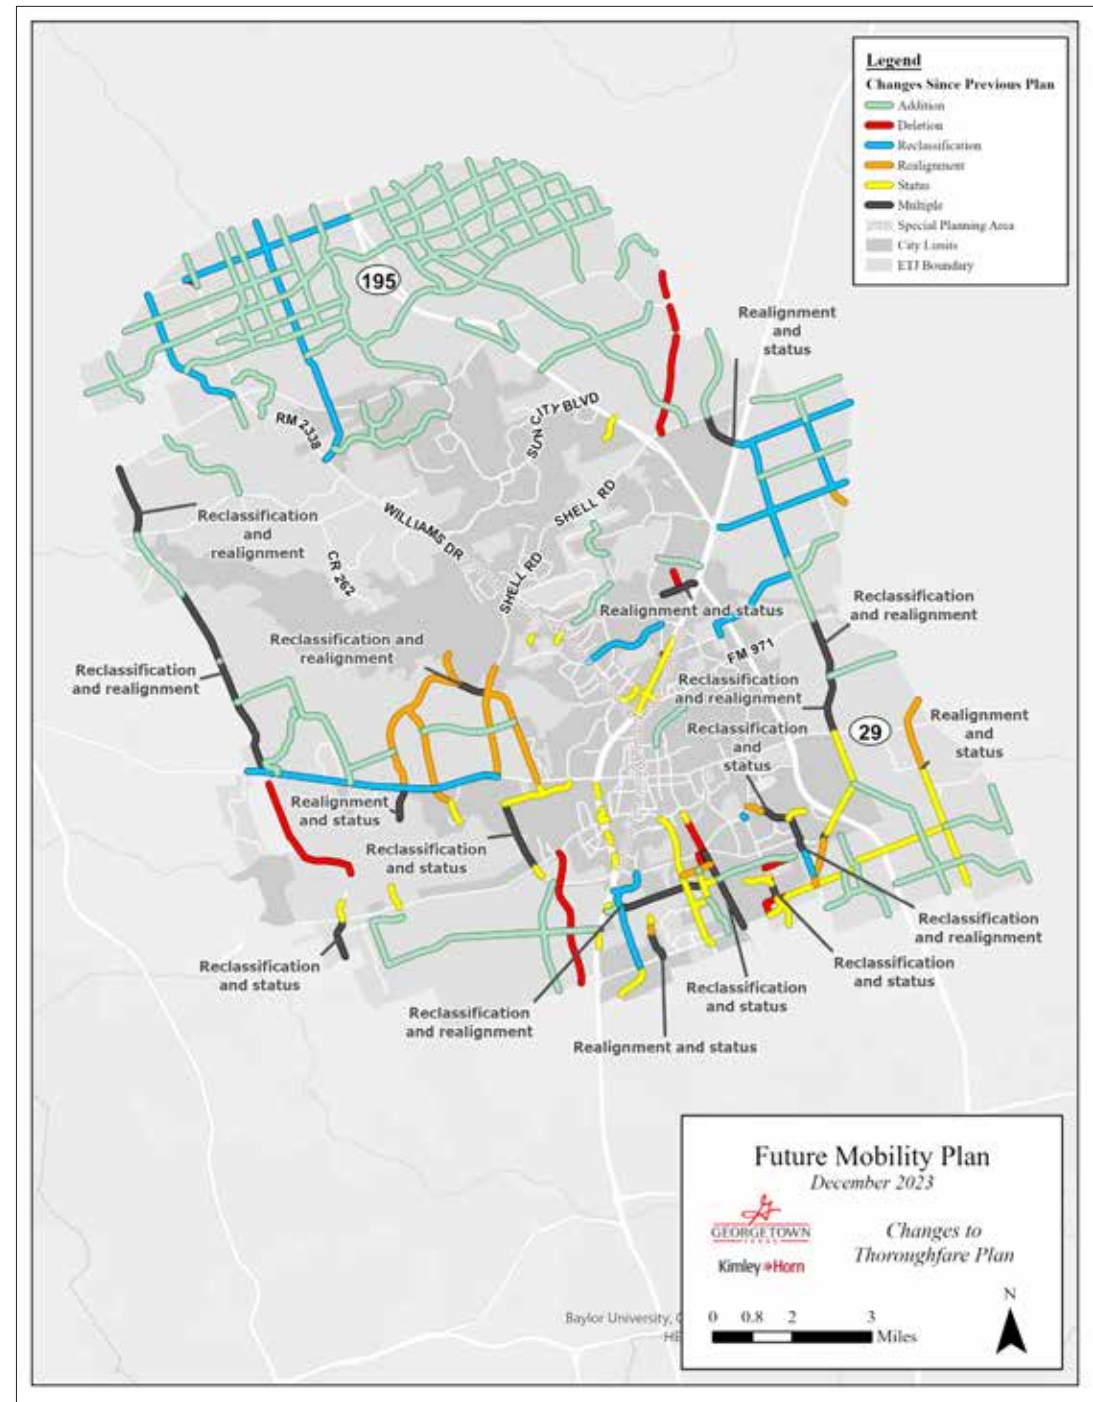 Legend
Changes Since Previous Plan
Addition
Deletion
Reclassification
Realignment
Status
Multiple
Special Planning Area
City Limits
ETJ Boundary
195
Realignment
and
status
RM 2338
SUN CITY BLVD
SHELL RD
WILLIAMS DR
Reclassification
and
realignment
CR 262
SHELL RD
Realignment and status
Reclassification
and realignment
Reclassification and
realignment
FM 971
Reclassification
and realignment
Reclassification
and realignment
29
Realignment
and
status
Reclassification
and
status
Realignment
and status
Reclassification
and status
Reclassification
and realignment
Reclassification
and status
Reclassification
and status
Reclassification
and status
Reclassification
and realignment
Realignment and status
Future Mobility Plan
December 2023
GEORGETOWN
TEXAS
Kimley»Horn
Changes to
Thoroughfare Plan
N
0 0.8 2 3
Miles
Baylor University, C
HE